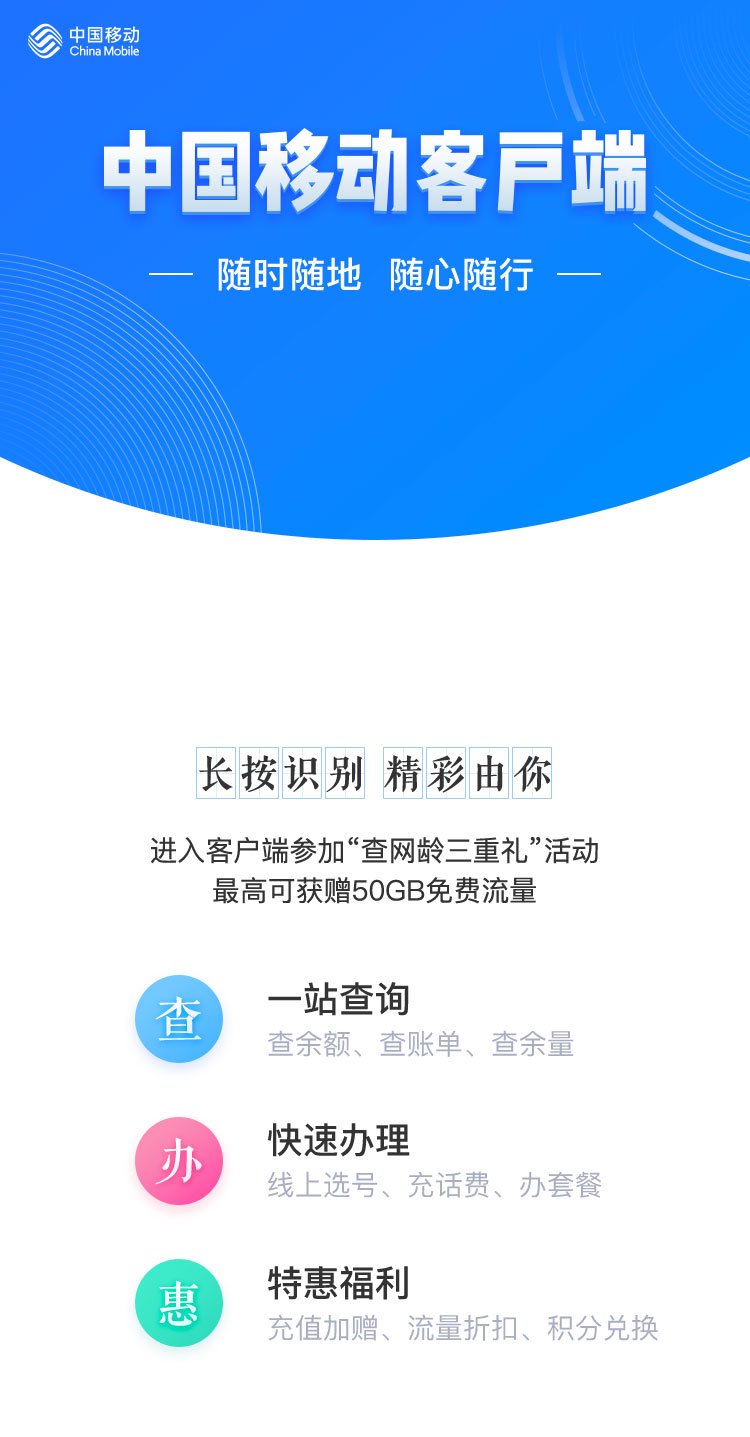 中国移动
China Mobile
中国移动客户端
随时随地 随心随行
长按识别 精彩由你
进入客户端参加“查网龄三重礼”活动
最高可获赠50GB免费流量
查
一站查询
查余额、查账单、查余量
办
快速办理
线上选号、充话费、办套餐
惠
特惠福利
充值加赠、流量折扣、积分兑换